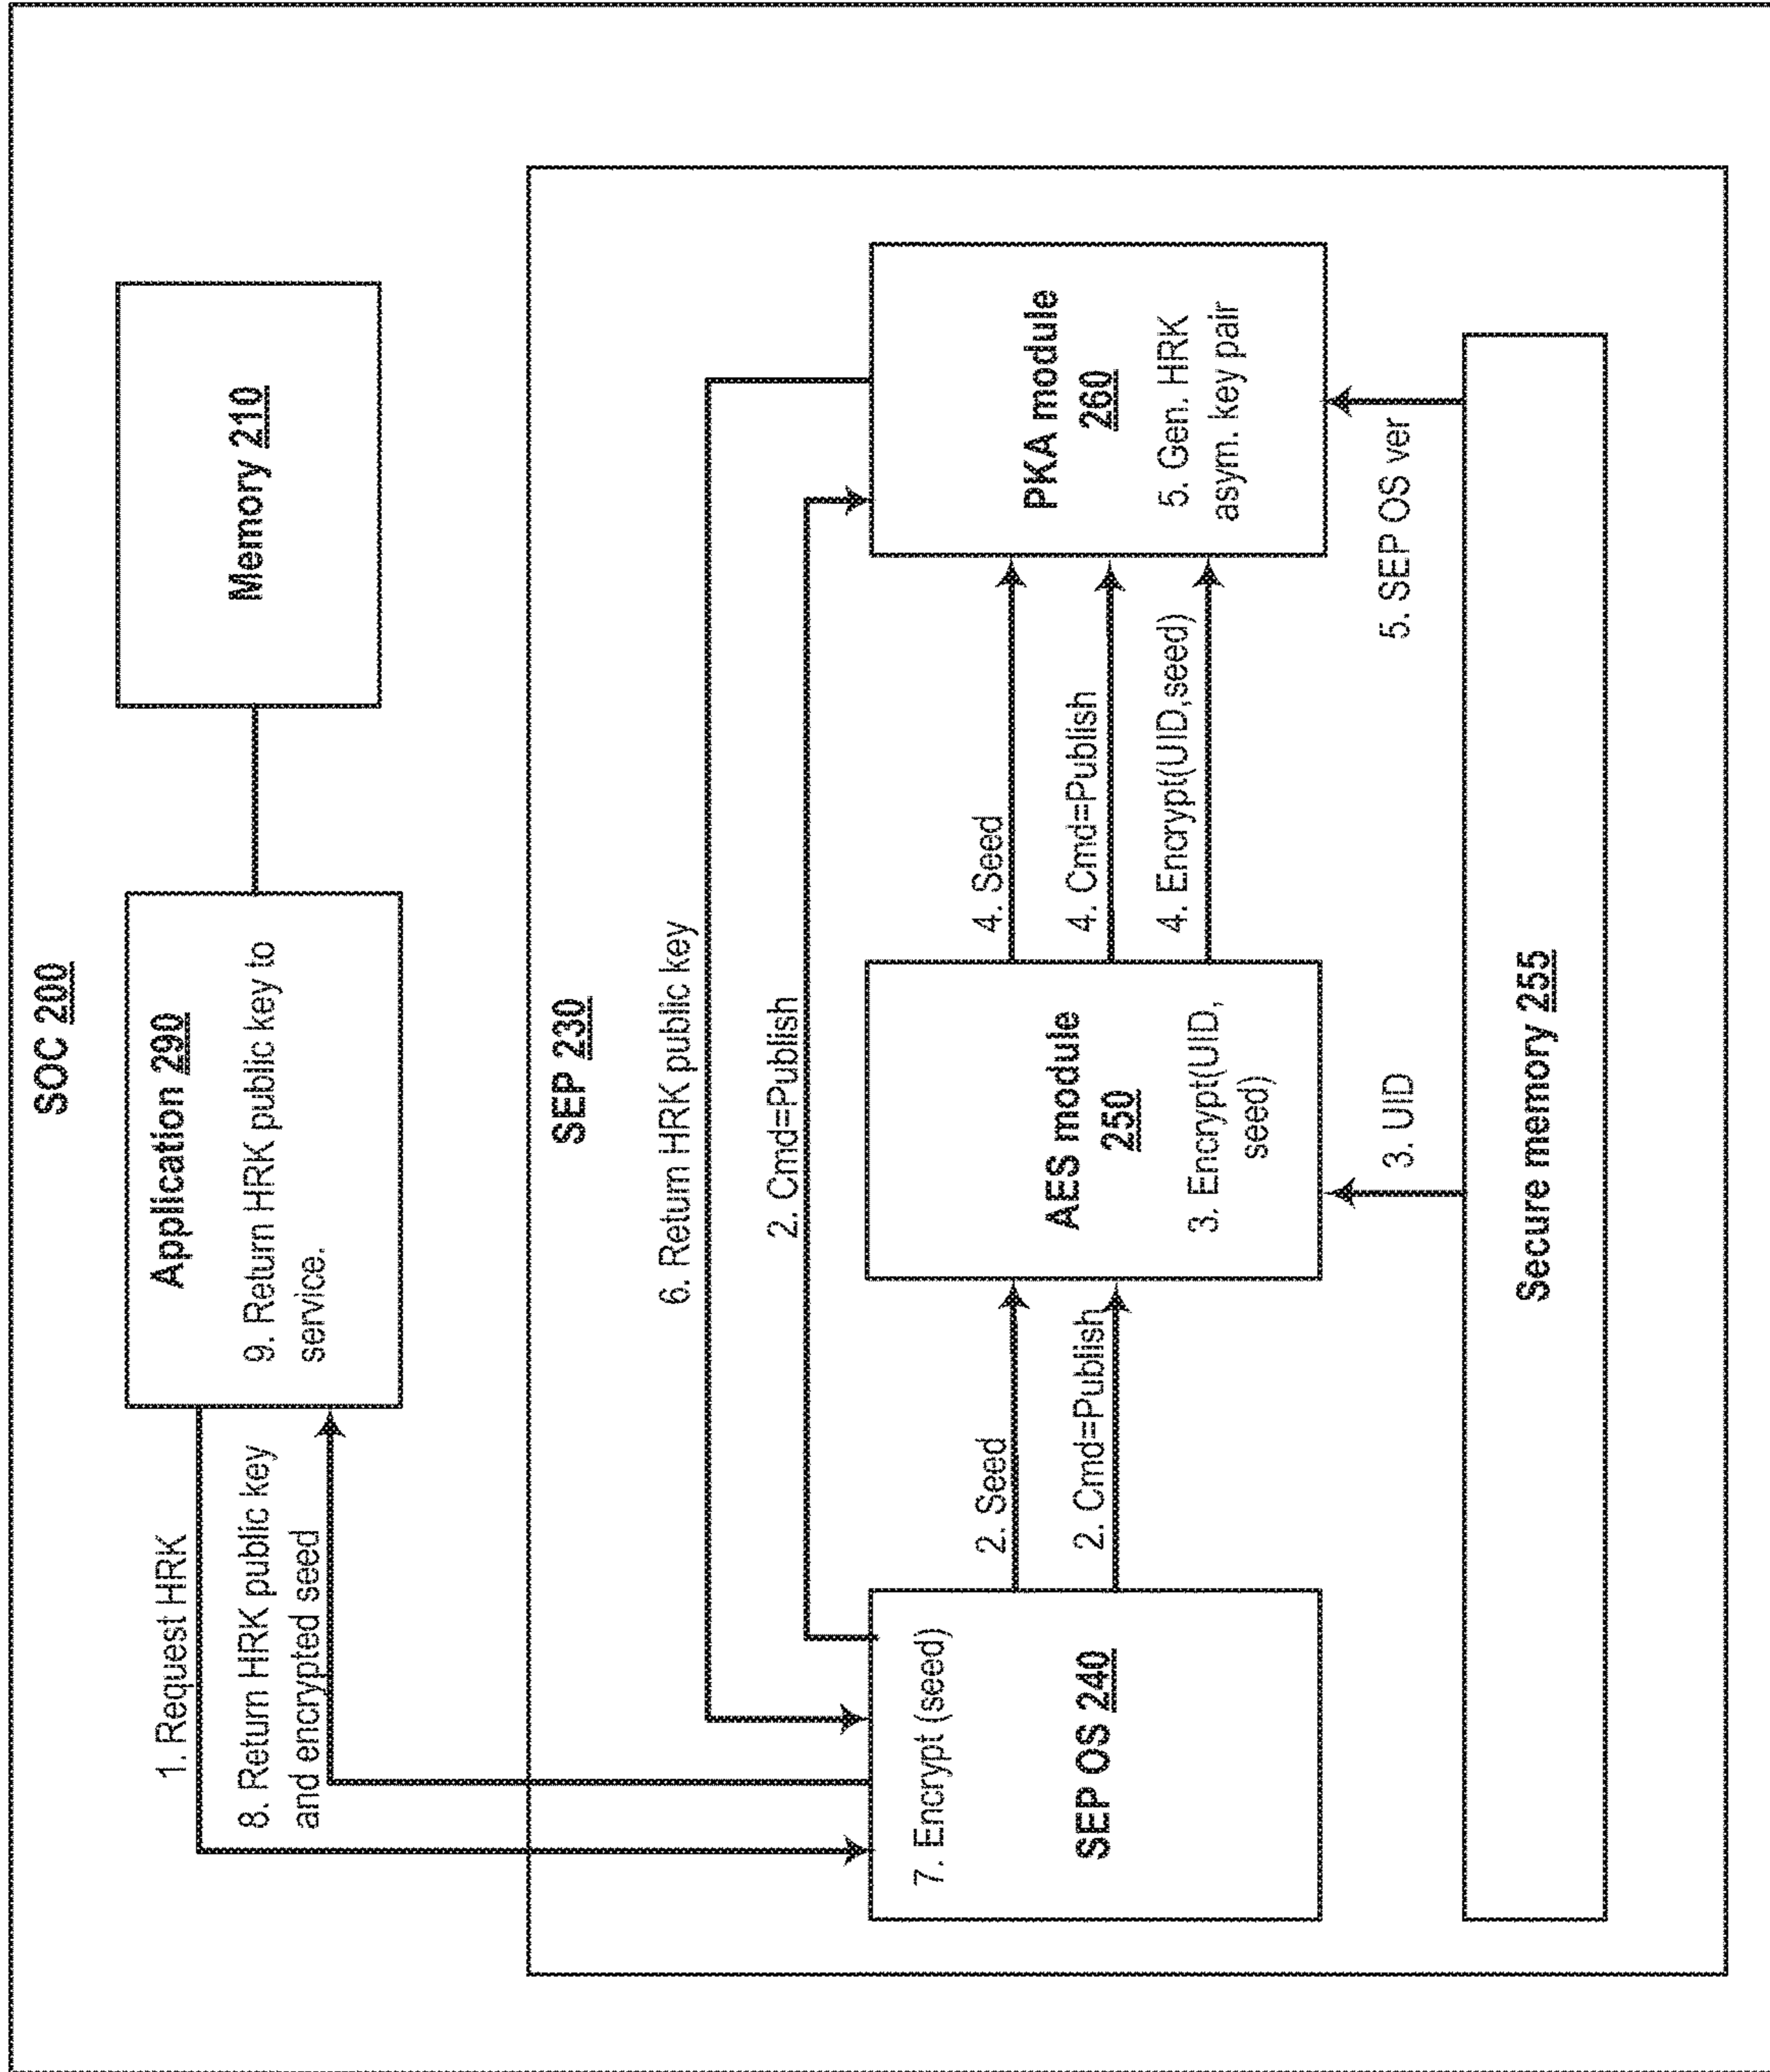 SOC 200
Application 290
9. Return HRK public key to
service.
Memory 210
1. Request HRK
8. Return HRK public key
and encrypted seed
SEP 230
6. Return HRK public key
2. Cmd=Publish
7. Encrypt (seed)
SEP OS 240
2. Seed
2. Cmd=Publish
AES module
250
3. Encrypt(UID,
seed)
4. Seed
4. Cmd=Publish
4. Encrypt(UID,seed)
PKA module
260
5. Gen. HRK
asym. key pair
3. UID
5. SEP OS ver
Secure memory 255